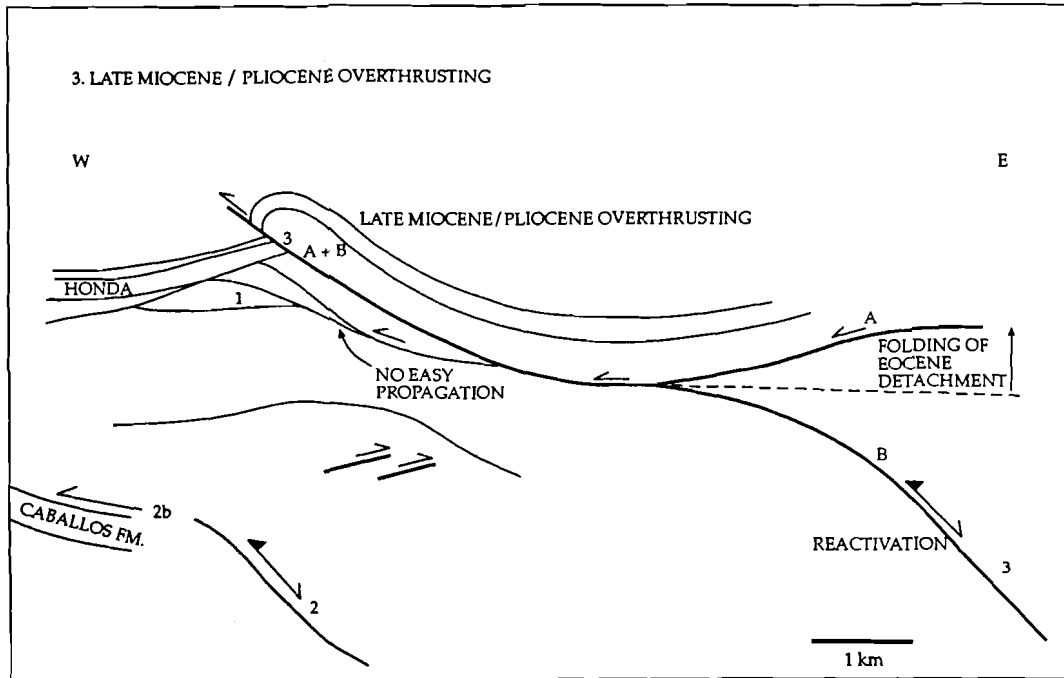 3. LATE MIOCENE / PLIOCENE OVERTHRUSTING
W
E
LATE MIOCENE/PLIOCENE OVERTHRUSTING
3
A + B
HONDA
1
A
FOLDING OF
EOCENE
DETACHMENT
NO EASY
PROPAGATION
B
2b
CABALLOS FM.
REACTIVATION
3
2
1 km